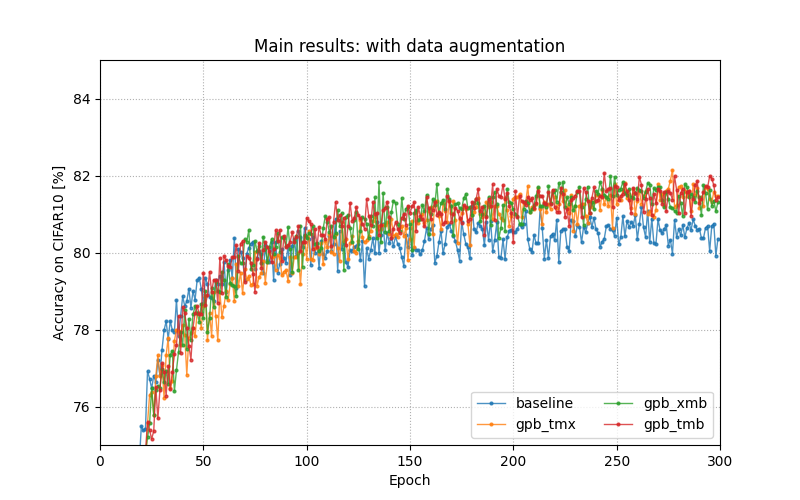 Main results: with data augmentation
Accuracy on CIFAR10 [%]
84
82
80
78
76
0 50 100 150 200 250 300
Epoch
baseline gpb_xmb
gpb_tmx gpb_tmb